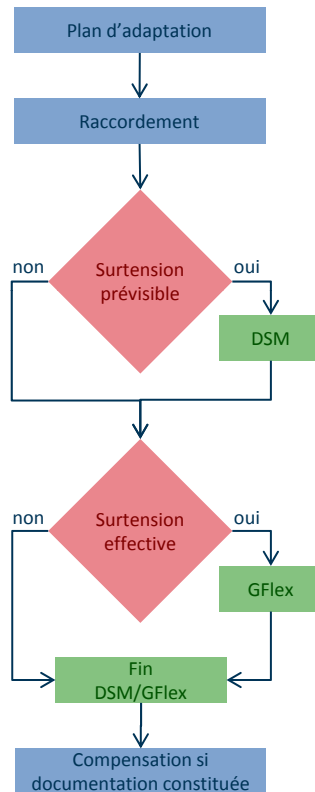 Plan d’adaptation
Raccordement
non
oui
Surtension
prévisible
DSM
non
oui
Surtension
effective
GFlex
Fin
DSM/GFlex
Compensation si
documentation constituée